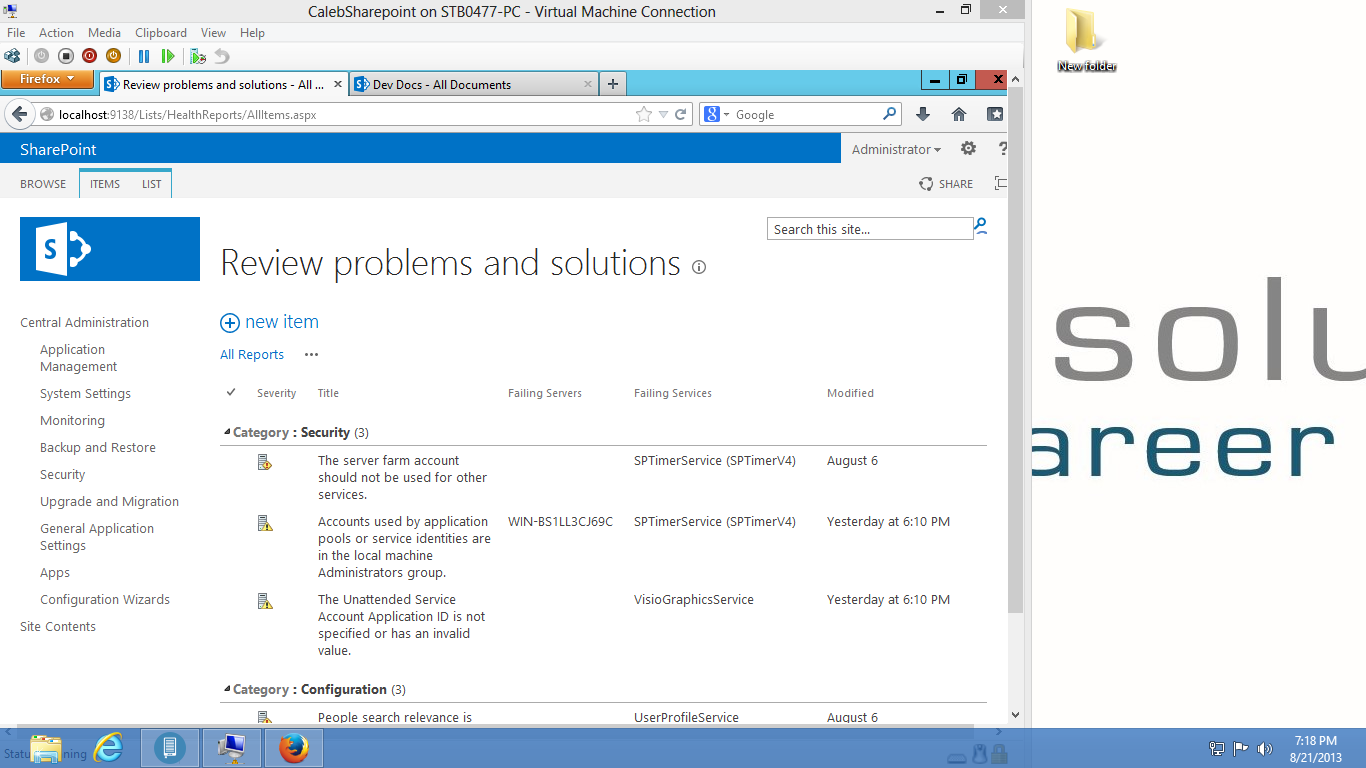 CalebSharepoint on STB0477-PC - Virtual Machine Connection
File Action Media Clipboard View Help
Firefox
Review problems and solutions - All ...
Dev Docs - All Documents
localhost:9138/Lists/HealthReports/AllItems.aspx
Google
SharePoint
Administrator
?
BROWSE ITEMS LIST
SHARE
S
Search this site...
Review problems and solutions
new item
All Reports ...
Central Administration
Application
Management
System Settings
Monitoring
Backup and Restore
Security
Upgrade and Migration
General Application
Settings
Apps
Configuration Wizards
Site Contents
Severity Title Failing Servers Failing Services Modified
Category : Security (3)
The server farm account
should not be used for other
services.
SPTimerService (SPTimerV4)
August 6
Accounts used by application
pools or service identities are
in the local machine
Administrators group.
WIN-BS1LL3CJ69C
SPTimerService (SPTimerV4)
Yesterday at 6:10 PM
The Unattended Service
Account Application ID is not
specified or has an invalid
value.
VisioGraphicsService
Yesterday at 6:10 PM
Category : Configuration (3)
People search relevance is
UserProfileService
August 6
New folder
solu
areer
7:18 PM
8/21/2013